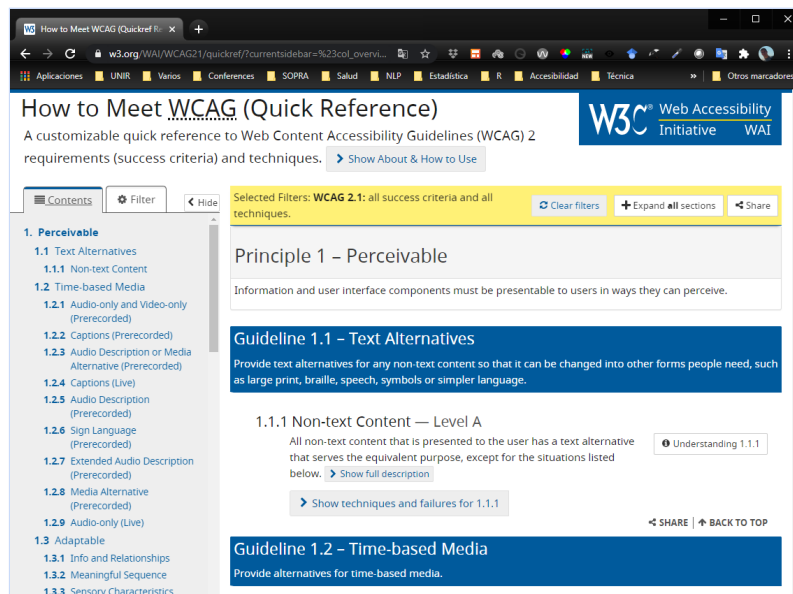 How to Meet WCAG (Quickref Re
w3.org/WAI/WCAG21/quickref/?currentsidebar=%23col_overvi...
Aplicaciones UNIR Varios Conferences SOPRA Salud NLP Estadística R Accesibilidad Técnica » Otros marcadores
How to Meet WCAG (Quick Reference)
A customizable quick reference to Web Content Accessibility Guidelines (WCAG) 2
requirements (success criteria) and techniques. Show About & How to Use
W3C® Web Accessibility
Initiative WAI
Contents Filter Hide
1. Perceivable
1.1 Text Alternatives
1.1.1 Non-text Content
1.2 Time-based Media
1.2.1 Audio-only and Video-only
(Prerecorded)
1.2.2 Captions (Prerecorded)
1.2.3 Audio Description or Media
Alternative (Prerecorded)
1.2.4 Captions (Live)
1.2.5 Audio Description
(Prerecorded)
1.2.6 Sign Language
(Prerecorded)
1.2.7 Extended Audio Description
(Prerecorded)
1.2.8 Media Alternative
(Prerecorded)
1.2.9 Audio-only (Live)
1.3 Adaptable
1.3.1 Info and Relationships
1.3.2 Meaningful Sequence
1.3.3 Sensory Characteristics
Selected Filters: WCAG 2.1: all success criteria and all
techniques.
Clear filters Expand all sections Share
Principle 1 – Perceivable
Information and user interface components must be presentable to users in ways they can perceive.
Guideline 1.1 – Text Alternatives
Provide text alternatives for any non-text content so that it can be changed into other forms people need, such
as large print, braille, speech, symbols or simpler language.
1.1.1 Non-text Content — Level A
All non-text content that is presented to the user has a text alternative
that serves the equivalent purpose, except for the situations listed
below. Show full description
Understanding 1.1.1
Show techniques and failures for 1.1.1
SHARE | BACK TO TOP
Guideline 1.2 – Time-based Media
Provide alternatives for time-based media.